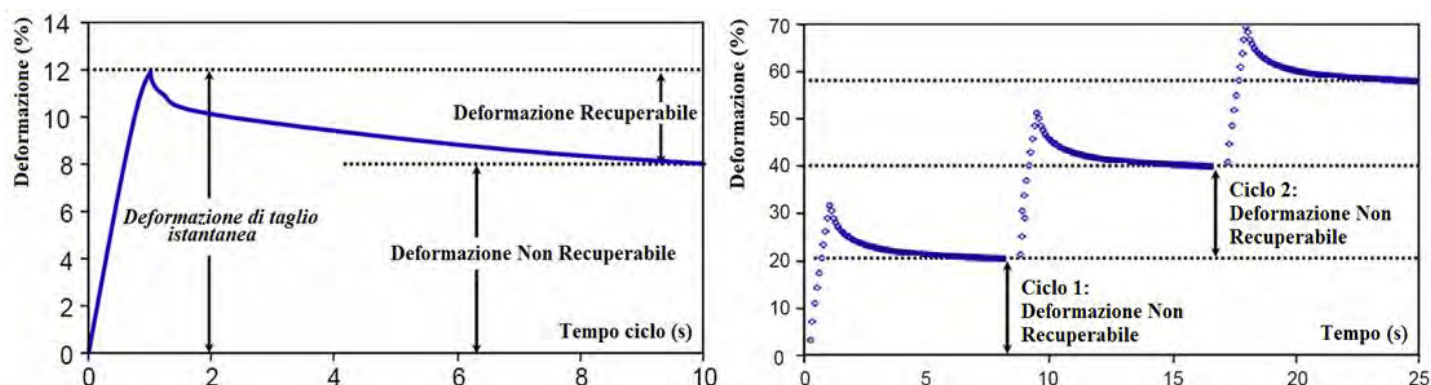 14
12
10
8
6
4
2
0
Deformazione (%)
Deformazione Recuperabile
Deformazione di taglio
istantanea
Deformazione Non Recuperabile
Tempo ciclo (s)
0 2 4 6 8 10
70
60
50
40
30
20
10
0
Deformazione (%)
Ciclo 2:
Deformazione Non
Recuperabile
Ciclo 1:
Deformazione Non
Recuperabile
Tempo (s)
0 5 10 15 20 25